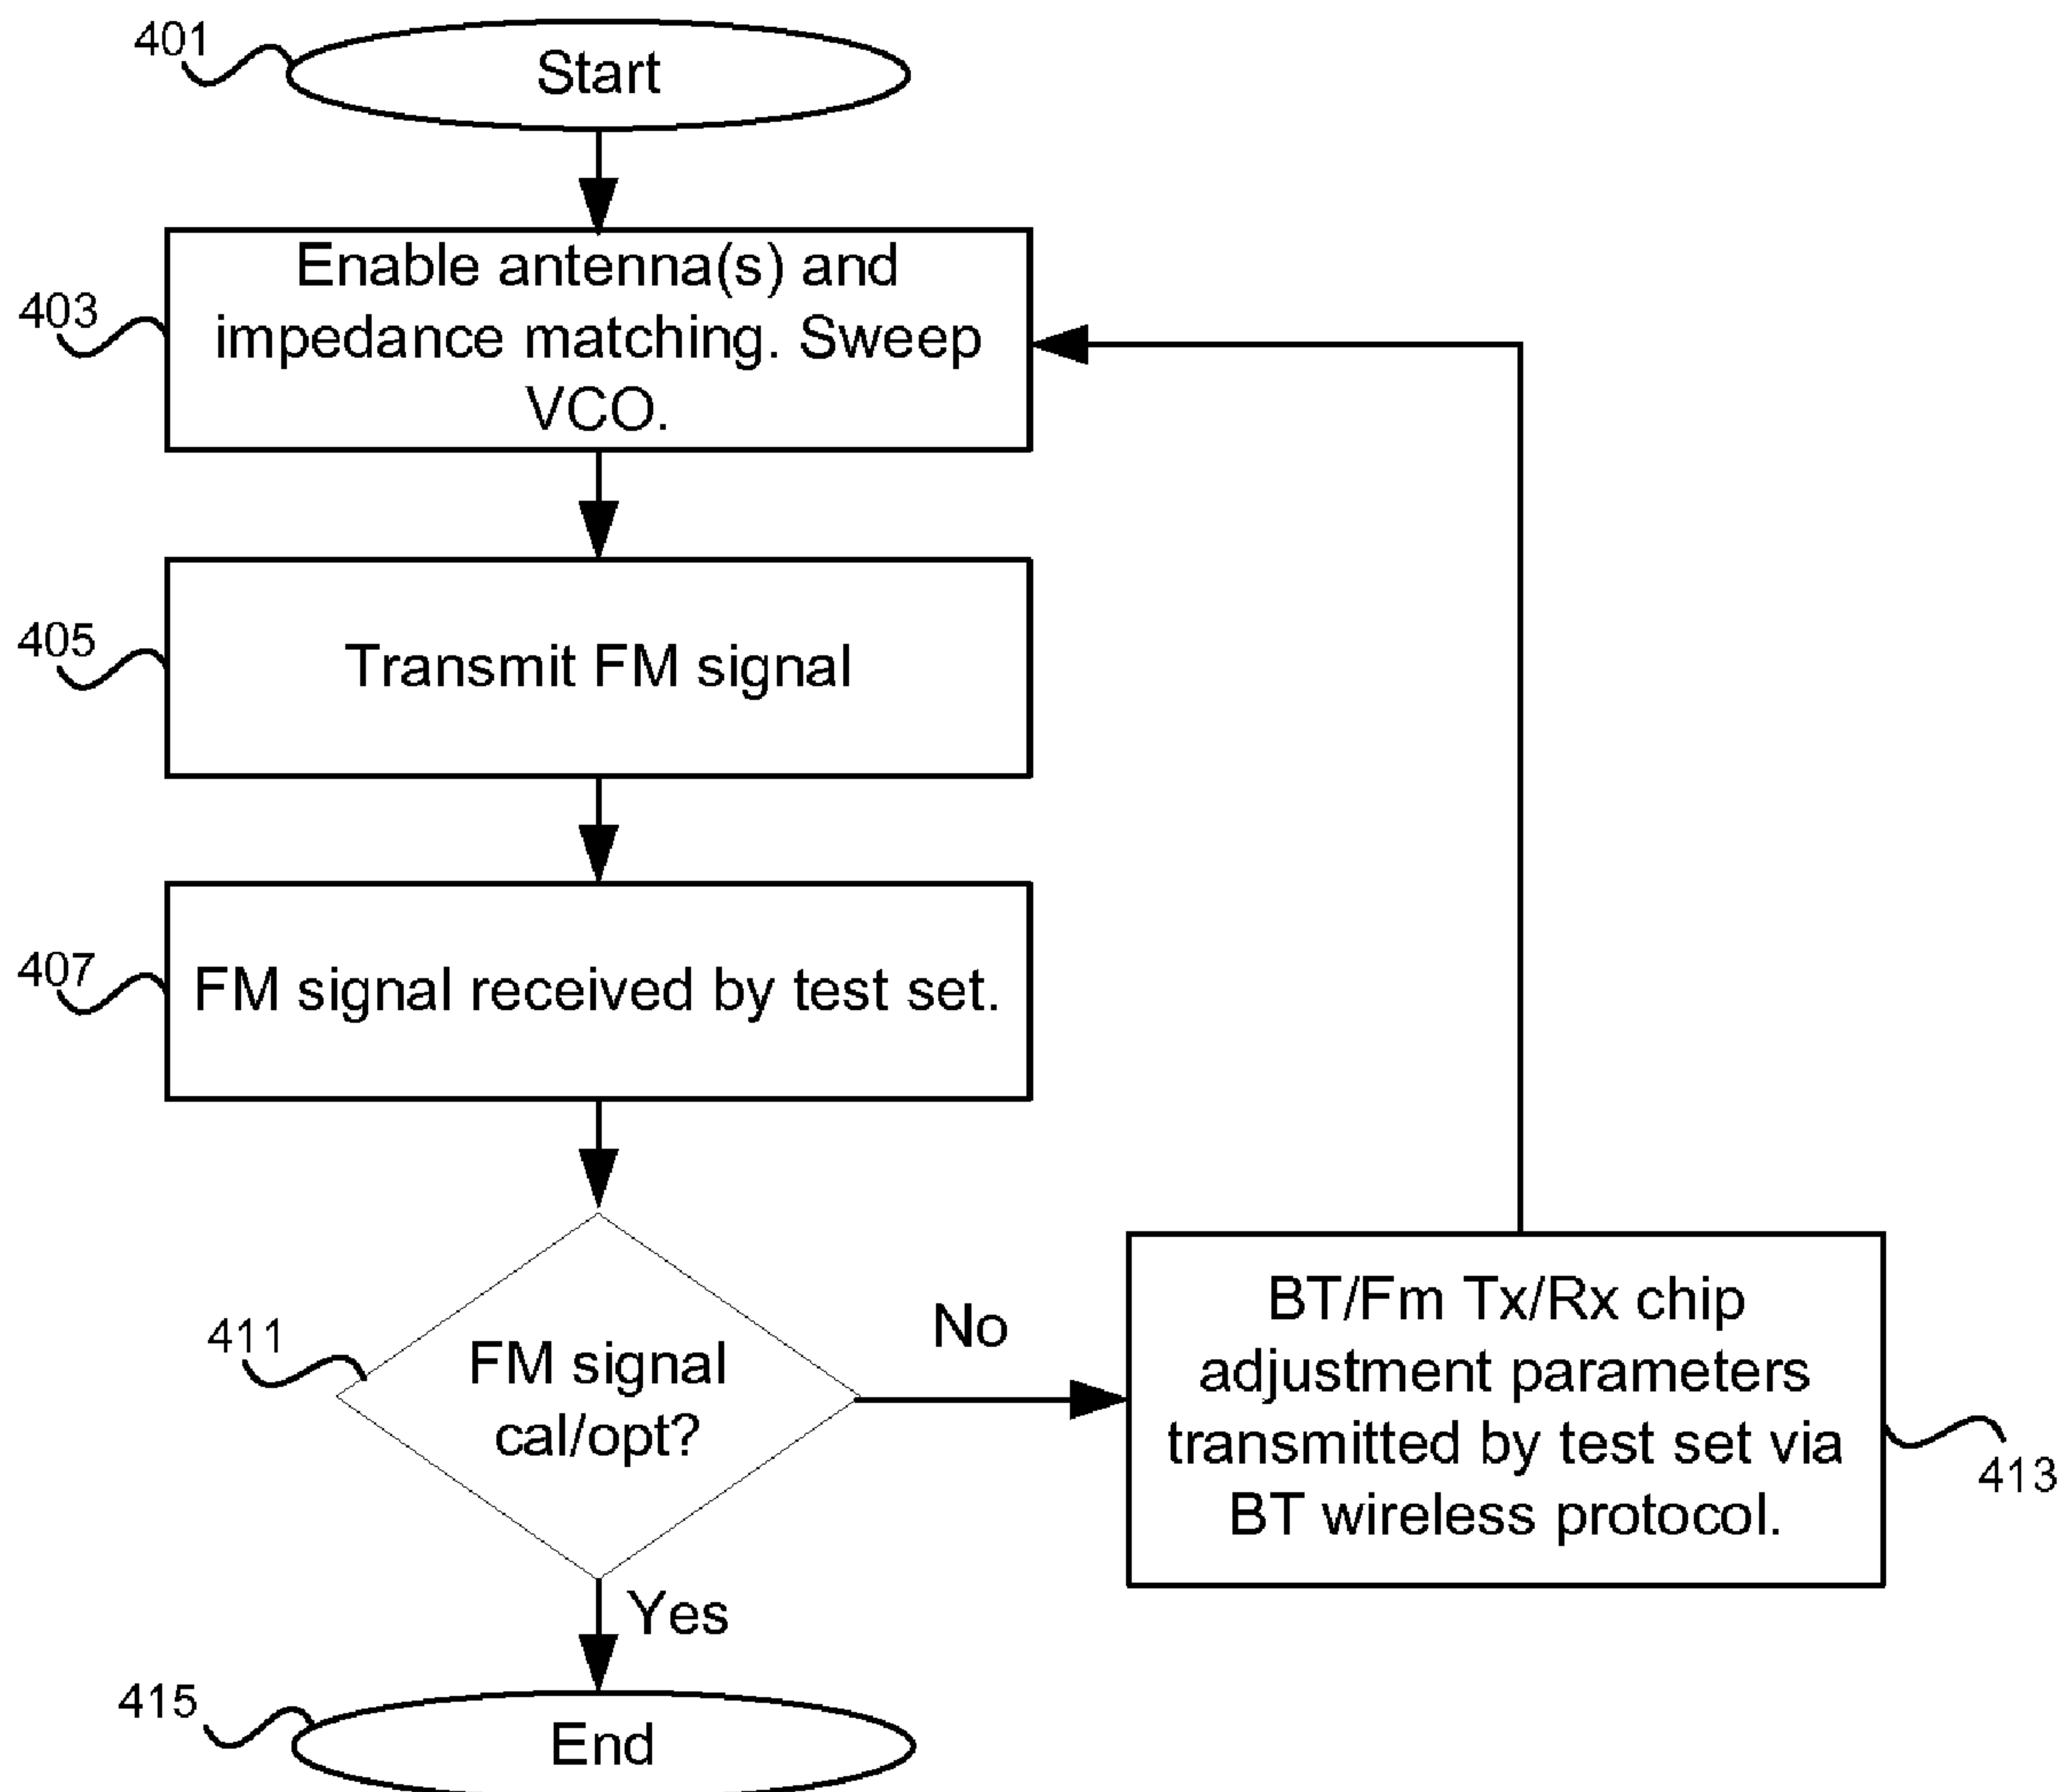 401
Start
403
Enable antenna(s) and
impedance matching. Sweep
VCO.
405
Transmit FM signal
407
FM signal received by test set.
411
FM signal
cal/opt?
No
BT/Fm Tx/Rx chip
adjustment parameters
transmitted by test set via
BT wireless protocol.
413
Yes
415
End